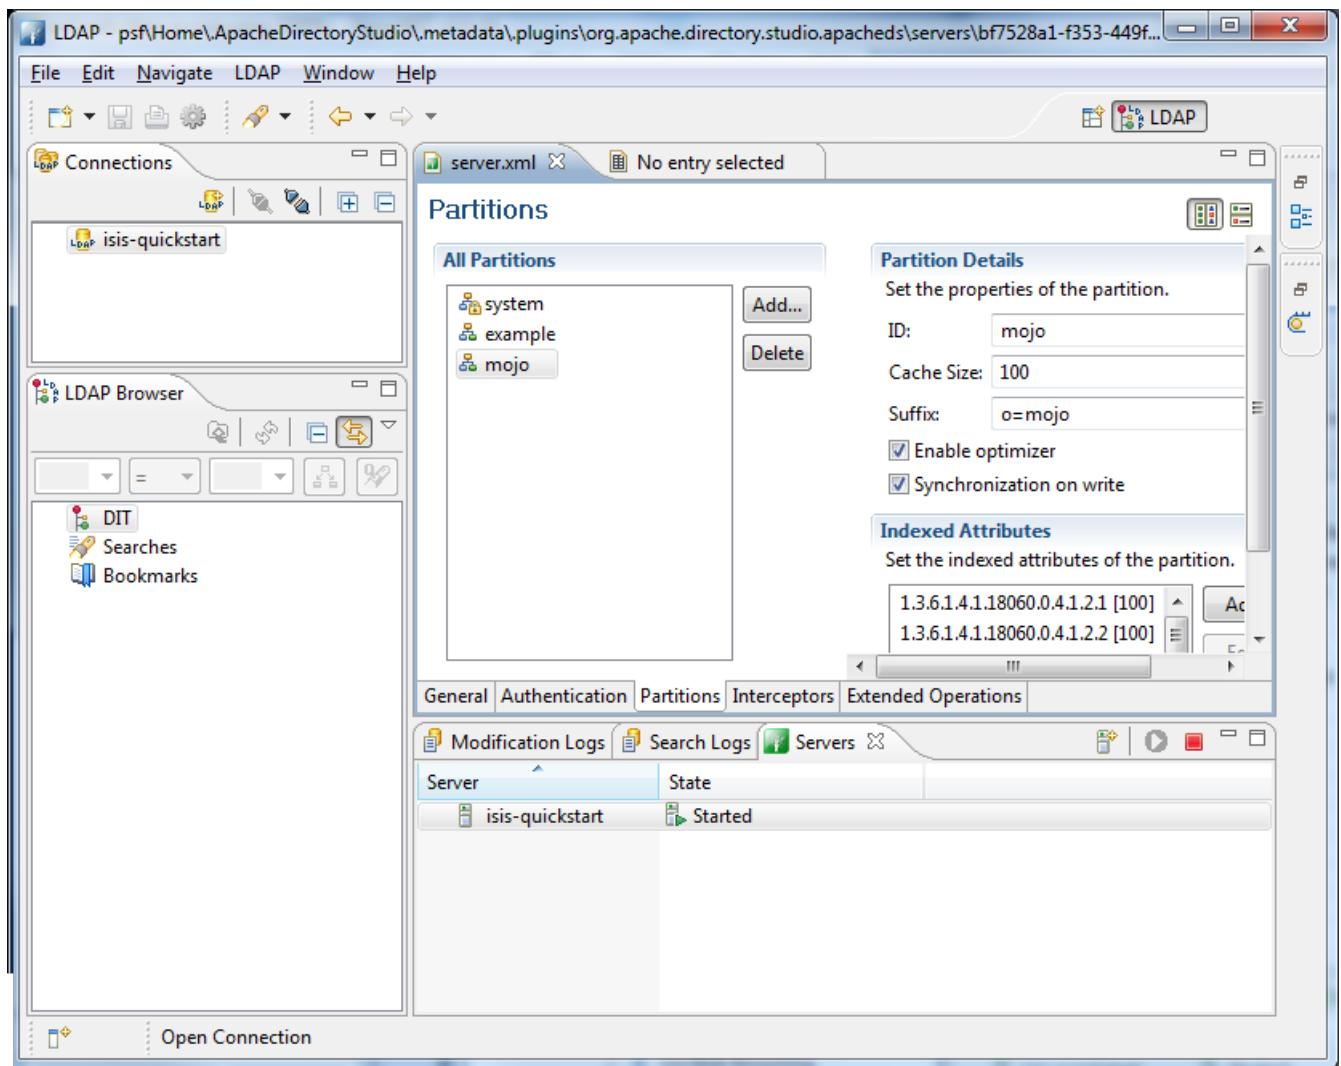 LDAP - psf\Home\.ApacheDirectoryStudio\.metadata\.plugins\org.apache.directory.studio.apacheds\servers\bf7528a1-f353-449f...
File Edit Navigate LDAP Window Help
LDAP
Connections
isis-quickstart
LDAP Browser
=
DIT
Searches
Bookmarks
server.xml
No entry selected
Partitions
All Partitions
system
example
mojo
Add...
Delete
Partition Details
Set the properties of the partition.
ID: mojo
Cache Size: 100
Suffix: o=mojo
Enable optimizer
Synchronization on write
Indexed Attributes
Set the indexed attributes of the partition.
1.3.6.1.4.1.18060.0.4.1.2.1 [100]
1.3.6.1.4.1.18060.0.4.1.2.2 [100]
General Authentication Partitions Interceptors Extended Operations
Modification Logs Search Logs Servers
Server State
isis-quickstart Started
Open Connection